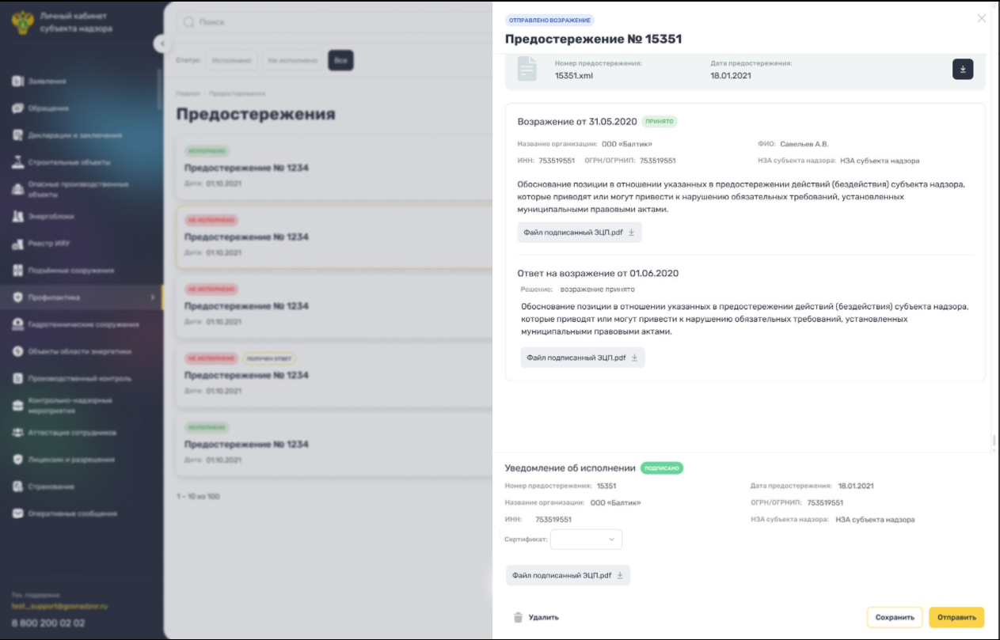 Личный кабинет
субъекта надзора
Заявления
Обращения
Декларации и заключения
Строительные объекты
Опасные производственные
объекты
Энергоблоки
Реестр ИЯУ
Подъёмные сооружения
Профилактика
Гидротехнические сооружения
Объекты области энергетики
Производственный контроль
Контрольно-надзорные
мероприятия
Аттестация сотрудников
Лицензии и разрешения
Страхование
Оперативные сообщения
Тех. поддержка:
test_support@gosnadzor.ru
8 800 200 02 02
Поиск
Статус: Исполнено Не исполнено Все
Главная - Предостережения
Предостережения
ИСПОЛНЕНО
Предостережение № 1234
Дата: 01.10.2021
НЕ ИСПОЛНЕНО
Предостережение № 1234
Дата: 01.10.2021
НЕ ИСПОЛНЕНО
Предостережение № 1234
Дата: 01.10.2021
НЕ ИСПОЛНЕНО ПОЛУЧЕН ОТВЕТ
Предостережение № 1234
Дата: 01.10.2021
ИСПОЛНЕНО
Предостережение № 1234
Дата: 01.10.2021
1 – 10 из 100
ОТПРАВЛЕНО ВОЗРАЖЕНИЕ
Предостережение № 15351
Номер предостережения: Дата предостережения:
15351.xml 18.01.2021
Возражение от 31.05.2020 ПРИНЯТО
Название организации: ООО «Балтик» ФИО: Савельев А.В.
ИНН: 753519551 ОГРН/ОГРНИП: 753519551 НЗА субъекта надзора: НЗА субъекта надзора
Обоснование позиции в отношении указанных в предостережении действий (бездействия) субъекта надзора,
которые приводят или могут привести к нарушению обязательных требований, установленных
муниципальными правовыми актами.
Файл подписанный ЭЦП.pdf
Ответ на возражение от 01.06.2020
Решение: возражение принято
Обоснование позиции в отношении указанных в предостережении действий (бездействия) субъекта надзора,
которые приводят или могут привести к нарушению обязательных требований, установленных
муниципальными правовыми актами.
Файл подписанный ЭЦП.pdf
Уведомление об исполнении ПОДПИСАНО
Номер предостережения: 15351 Дата предостережения: 18.01.2021
Название организации: ООО «Балтик» ОГРН/ОГРНИП: 753519551
ИНН: 753519551 НЗА субъекта надзора: НЗА субъекта надзора
Сертификат:
Файл подписанный ЭЦП.pdf
Удалить Сохранить Отправить